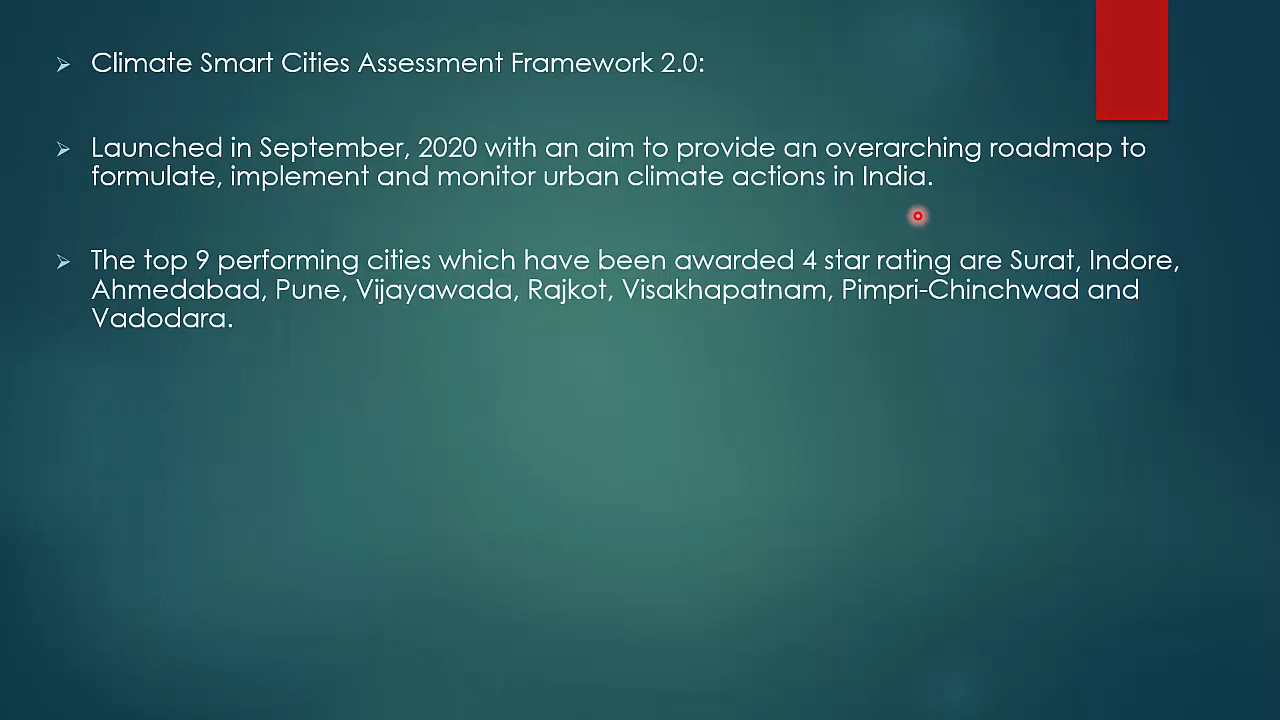 Climate Smart Cities Assessment Framework 2.0:
Launched in September, 2020 with an aim to provide an overarching roadmap to
formulate, implement and monitor urban climate actions in India.
The top 9 performing cities which have been awarded 4 star rating are Surat, Indore,
Ahmedabad, Pune, Vijayawada, Rajkot, Visakhapatnam, Pimpri-Chinchwad and
Vadodara.